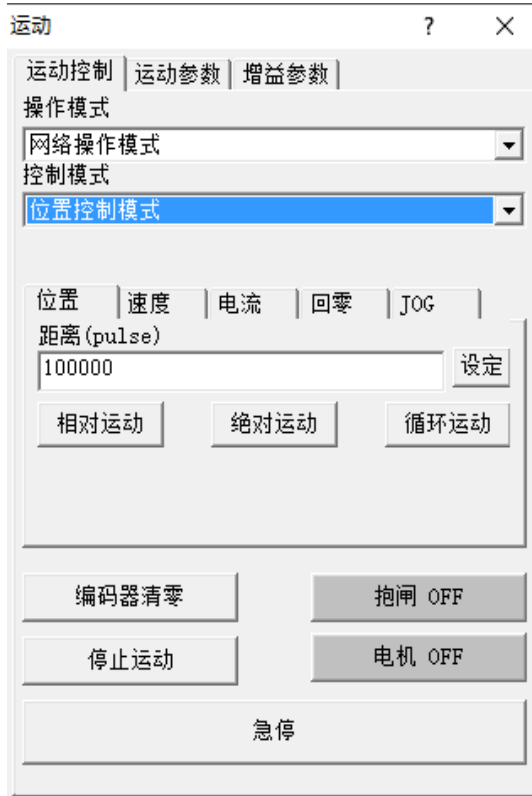 运动 ?
运动控制 运动参数 增益参数
操作模式
网络操作模式
控制模式
位置控制模式
位置 速度 电流 回零 JOG
距离(pulse)
100000 设定
相对运动 绝对运动 循环运动
编码器清零 抱闸 OFF
停止运动 电机 OFF
急停